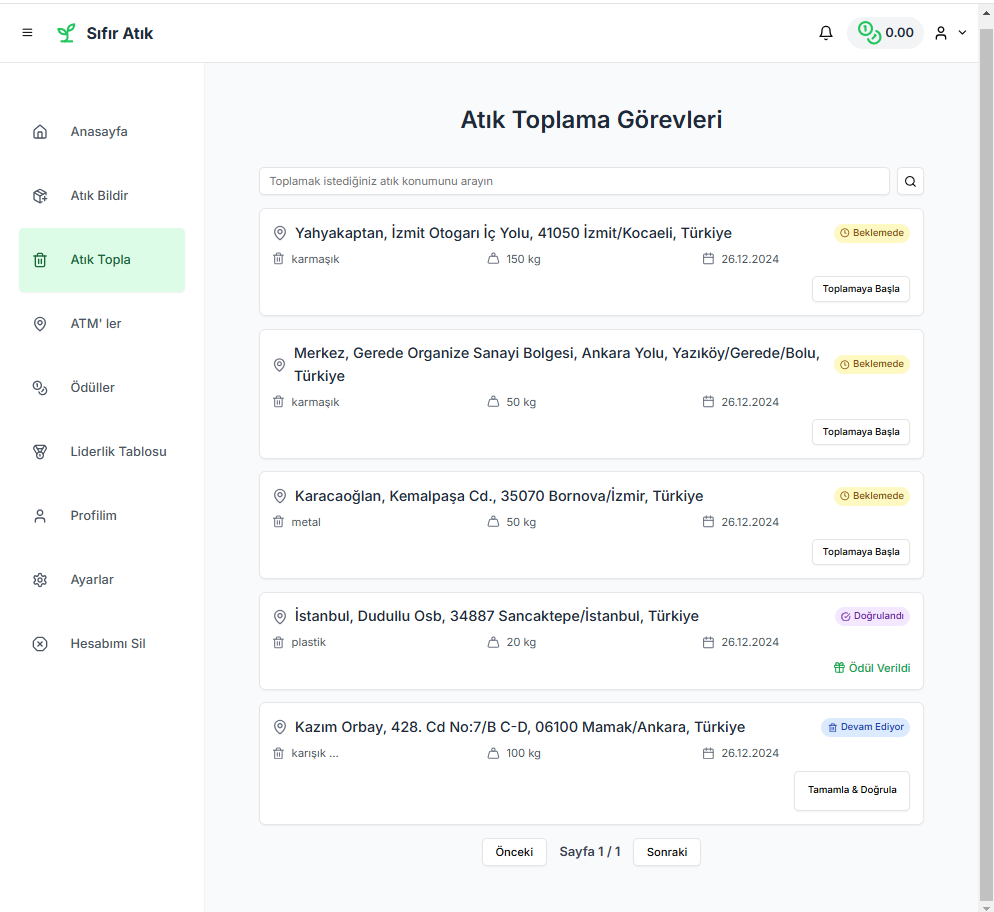 Sıfır Atık
0.00
Anasayfa
Atık Bildir
Atık Topla
ATM' ler
Ödüller
Liderlik Tablosu
Profilim
Ayarlar
Hesabımı Sil
Atık Toplama Görevleri
Toplamak istediğiniz atık konumunu arayın
Yahyakaptan, İzmit Otogarı İç Yolu, 41050 İzmit/Kocaeli, Türkiye
Beklemede
karmaşık
150 kg
26.12.2024
Toplamaya Başla
Merkez, Gerede Organize Sanayi Bolgesi, Ankara Yolu, Yazıköy/Gerede/Bolu,
Türkiye
Beklemede
karmaşık
50 kg
26.12.2024
Toplamaya Başla
Karacaoğlan, Kemalpaşa Cd., 35070 Bornova/İzmir, Türkiye
Beklemede
metal
50 kg
26.12.2024
Toplamaya Başla
İstanbul, Dudullu Osb, 34887 Sancaktepe/İstanbul, Türkiye
Doğrulandı
plastik
20 kg
26.12.2024
Ödül Verildi
Kazım Orbay, 428. Cd No:7/B C-D, 06100 Mamak/Ankara, Türkiye
Devam Ediyor
karışık ...
100 kg
26.12.2024
Tamamla & Doğrula
Önceki
Sayfa 1 / 1
Sonraki